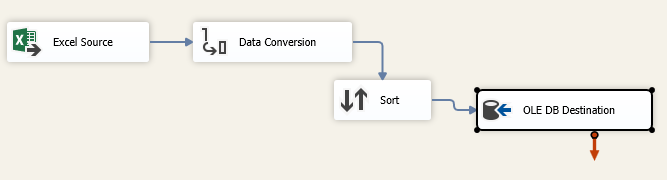 Excel Source
Data Conversion
Sort
OLE DB Destination